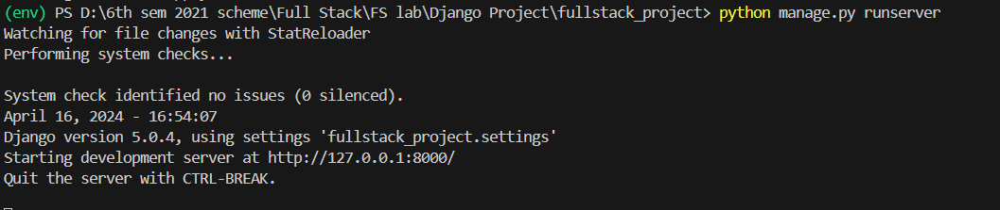 (env) PS D:\6th sem 2021 scheme\Full Stack\FS lab\Django Project\fullstack_project> python manage.py runserver
Watching for file changes with StatReloader
Performing system checks...
System check identified no issues (0 silenced).
April 16, 2024 - 16:54:07
Django version 5.0.4, using settings 'fullstack_project.settings'
Starting development server at http://127.0.0.1:8000/
Quit the server with CTRL-BREAK.